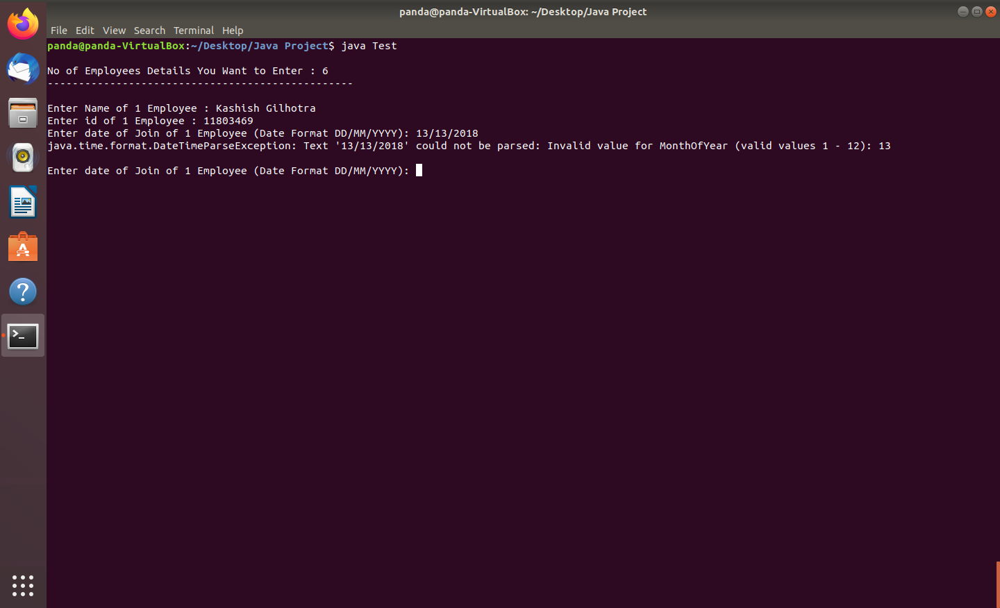 panda@panda-VirtualBox: ~/Desktop/Java Project
File Edit View Search Terminal Help
panda@panda-VirtualBox:~/Desktop/Java Project$ java Test
No of Employees Details You Want to Enter : 6
-------------------------------------------------
Enter Name of 1 Employee : Kashish Gilhotra
Enter id of 1 Employee : 11803469
Enter date of Join of 1 Employee (Date Format DD/MM/YYYY): 13/13/2018
java.time.format.DateTimeParseException: Text '13/13/2018' could not be parsed: Invalid value for MonthOfYear (valid values 1 - 12): 13
Enter date of Join of 1 Employee (Date Format DD/MM/YYYY):